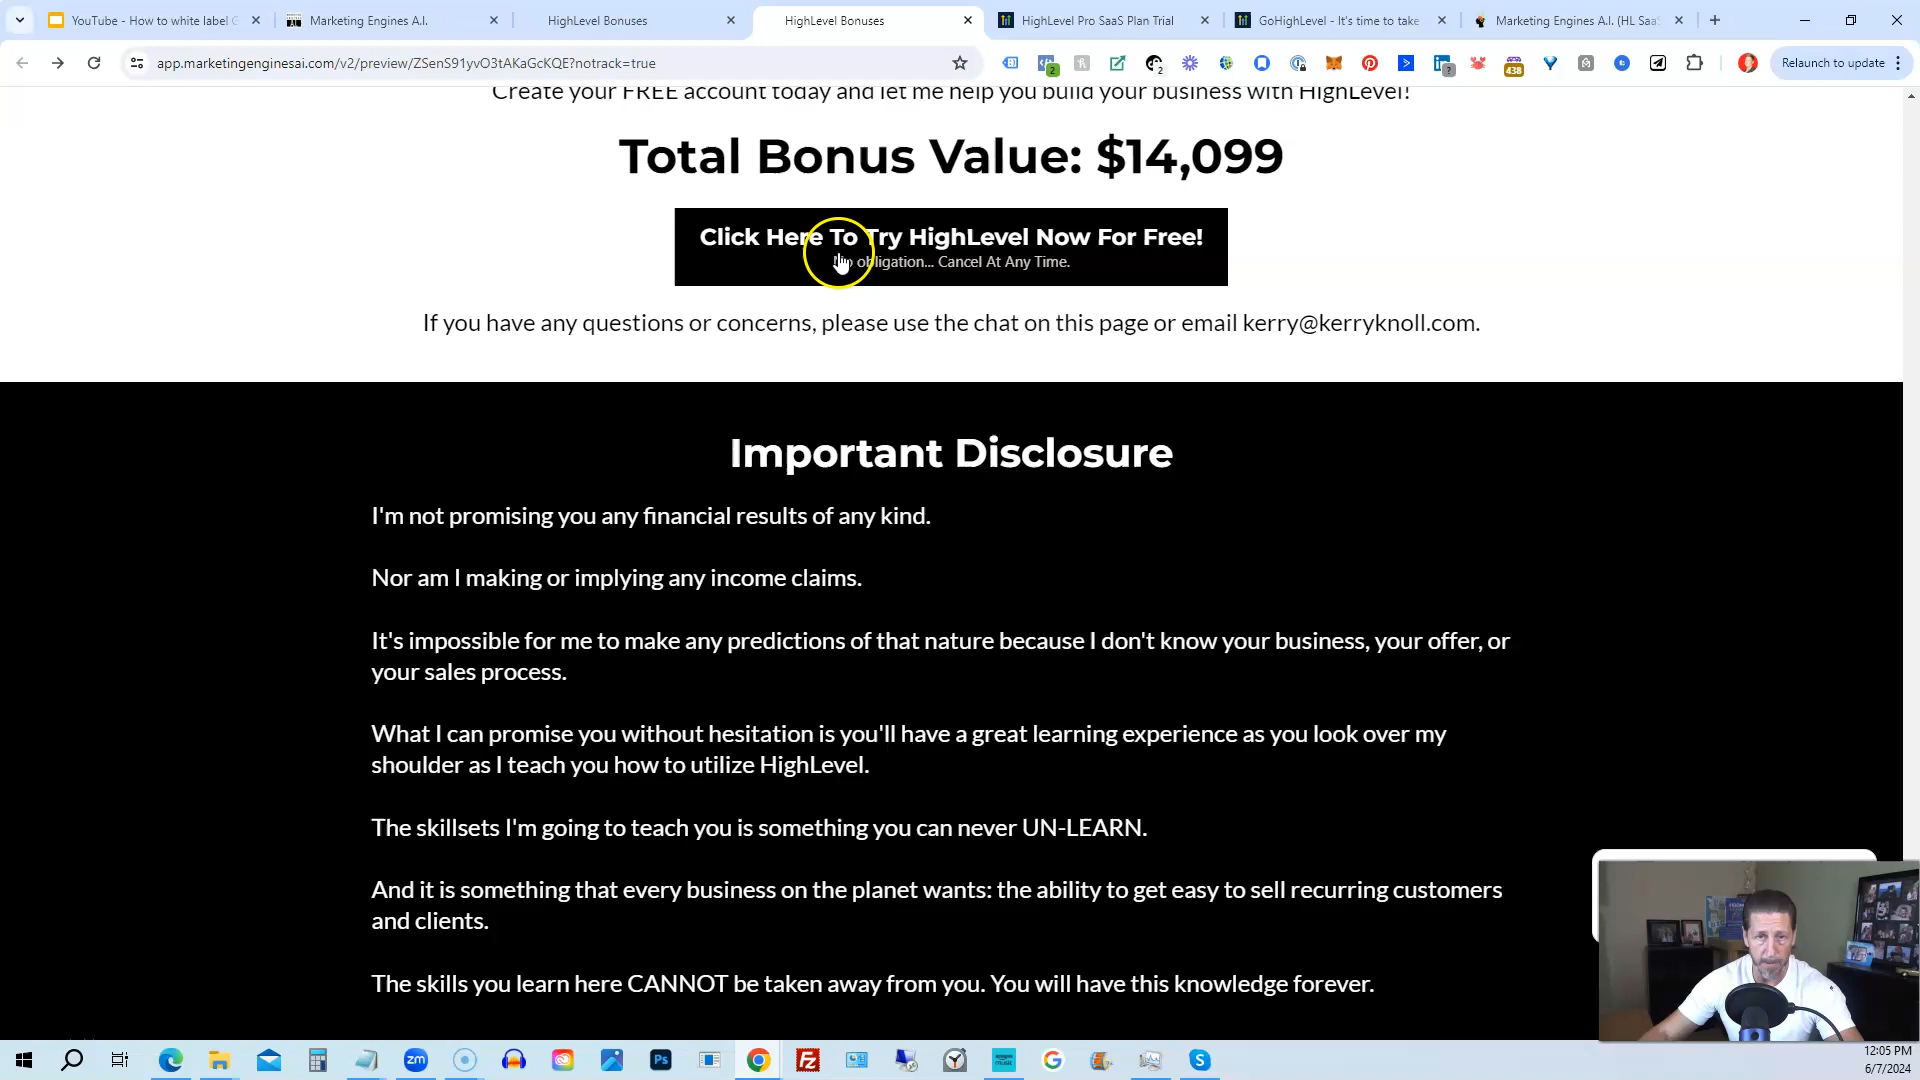 YouTube - How to white label G
Marketing Engines A.I.
HighLevel Bonuses
HighLevel Bonuses
HighLevel Pro SaaS Plan Trial
GoHighLevel - It's time to take
Marketing Engines A.I. (HL Saa
app.marketingenginesai.com/v2/preview/ZSenS91yvO3tAKaGcKQE?notrack=true
Relaunch to update
Create your FREE account today and let me help you build your business with HighLevel!
Total Bonus Value: $14,099
Click Here To Try HighLevel Now For Free!
obligation... Cancel At Any Time.
If you have any questions or concerns, please use the chat on this page or email kerry@kerryknoll.com.
Important Disclosure
I'm not promising you any financial results of any kind.
Nor am I making or implying any income claims.
It's impossible for me to make any predictions of that nature because I don't know your business, your offer, or
your sales process.
What I can promise you without hesitation is you'll have a great learning experience as you look over my
shoulder as I teach you how to utilize HighLevel.
The skillsets I'm going to teach you is something you can never UN-LEARN.
And it is something that every business on the planet wants: the ability to get easy to sell recurring customers
and clients.
The skills you learn here CANNOT be taken away from you. You will have this knowledge forever.
12:05 PM
6/7/2024